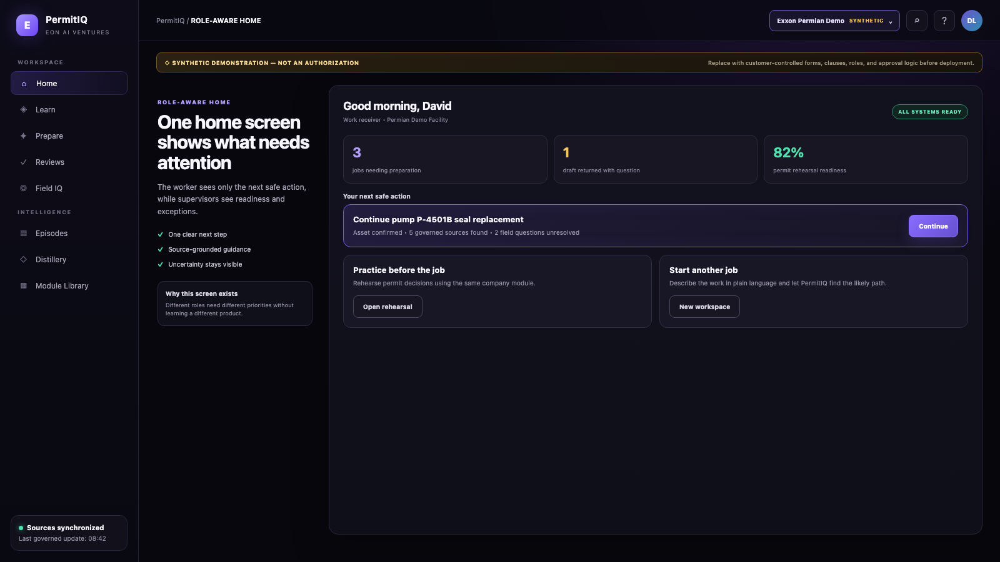 E
PermitIQ
EON AI VENTURES
WORKSPACE
Home
Learn
Prepare
Reviews
Field IQ
INTELLIGENCE
Episodes
Distillery
Module Library
Sources synchronized
Last governed update: 08:42
PermitIQ / ROLE-AWARE HOME
Exxon Permian Demo SYNTHETIC
?
DL
SYNTHETIC DEMONSTRATION — NOT AN AUTHORIZATION
Replace with customer-controlled forms, clauses, roles, and approval logic before deployment.
ROLE-AWARE HOME
One home screen
shows what needs
attention
The worker sees only the next safe action,
while supervisors see readiness and
exceptions.
One clear next step
Source-grounded guidance
Uncertainty stays visible
Why this screen exists
Different roles need different priorities without
learning a different product.
Good morning, David
Work receiver • Permian Demo Facility
ALL SYSTEMS READY
3
jobs needing preparation
1
draft returned with question
82%
permit rehearsal readiness
Your next safe action
Continue pump P-4501B seal replacement
Asset confirmed • 5 governed sources found • 2 field questions unresolved
Continue
Practice before the job
Rehearse permit decisions using the same company module.
Open rehearsal
Start another job
Describe the work in plain language and let PermitIQ find the likely path.
New workspace